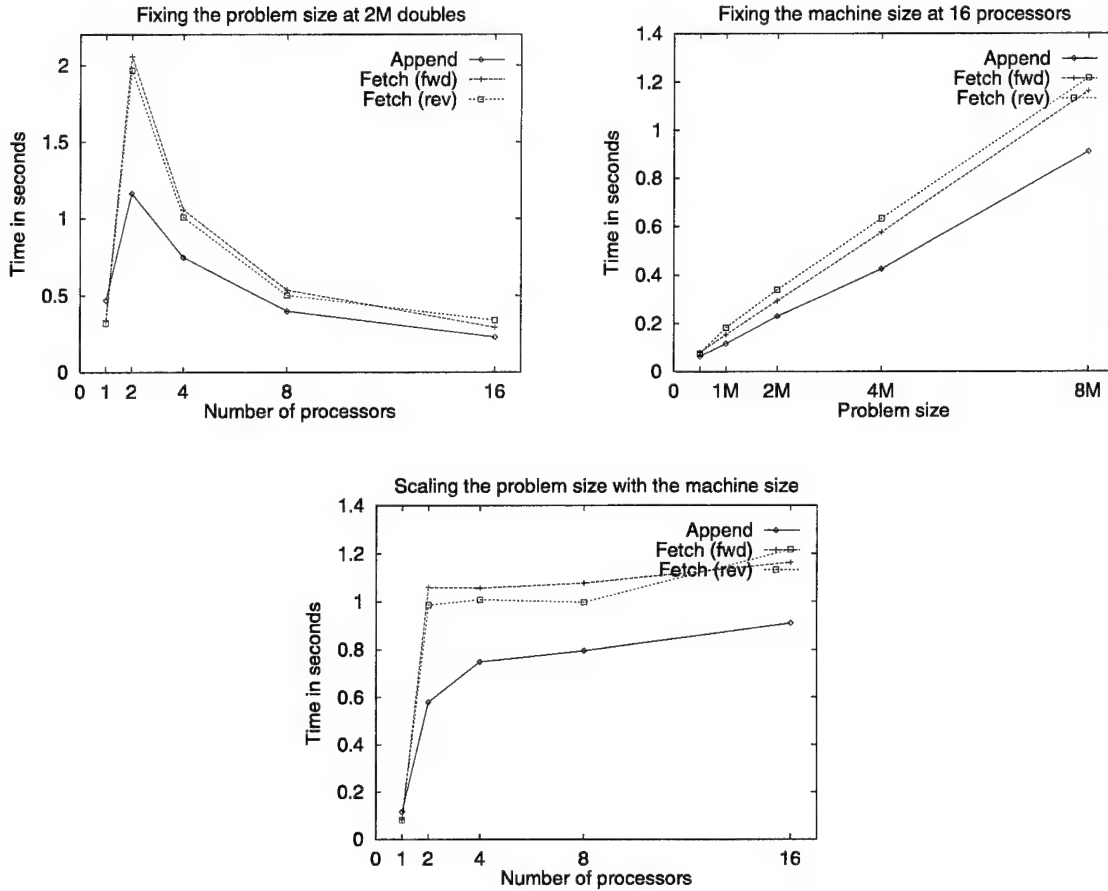 Fixing the problem size at 2M doubles
Append
Fetch (fwd)
Fetch (rev)
Time in seconds
2
1.5
1
0.5
0
0 1 2 4 8 16
Number of processors
Fixing the machine size at 16 processors
Append
Fetch (fwd)
Fetch (rev)
Time in seconds
1.4
1.2
1
0.8
0.6
0.4
0.2
0
0 1M 2M 4M 8M
Problem size
Scaling the problem size with the machine size
Append
Fetch (fwd)
Fetch (rev)
Time in seconds
1.4
1.2
1
0.8
0.6
0.4
0.2
0
0 1 2 4 8 16
Number of processors